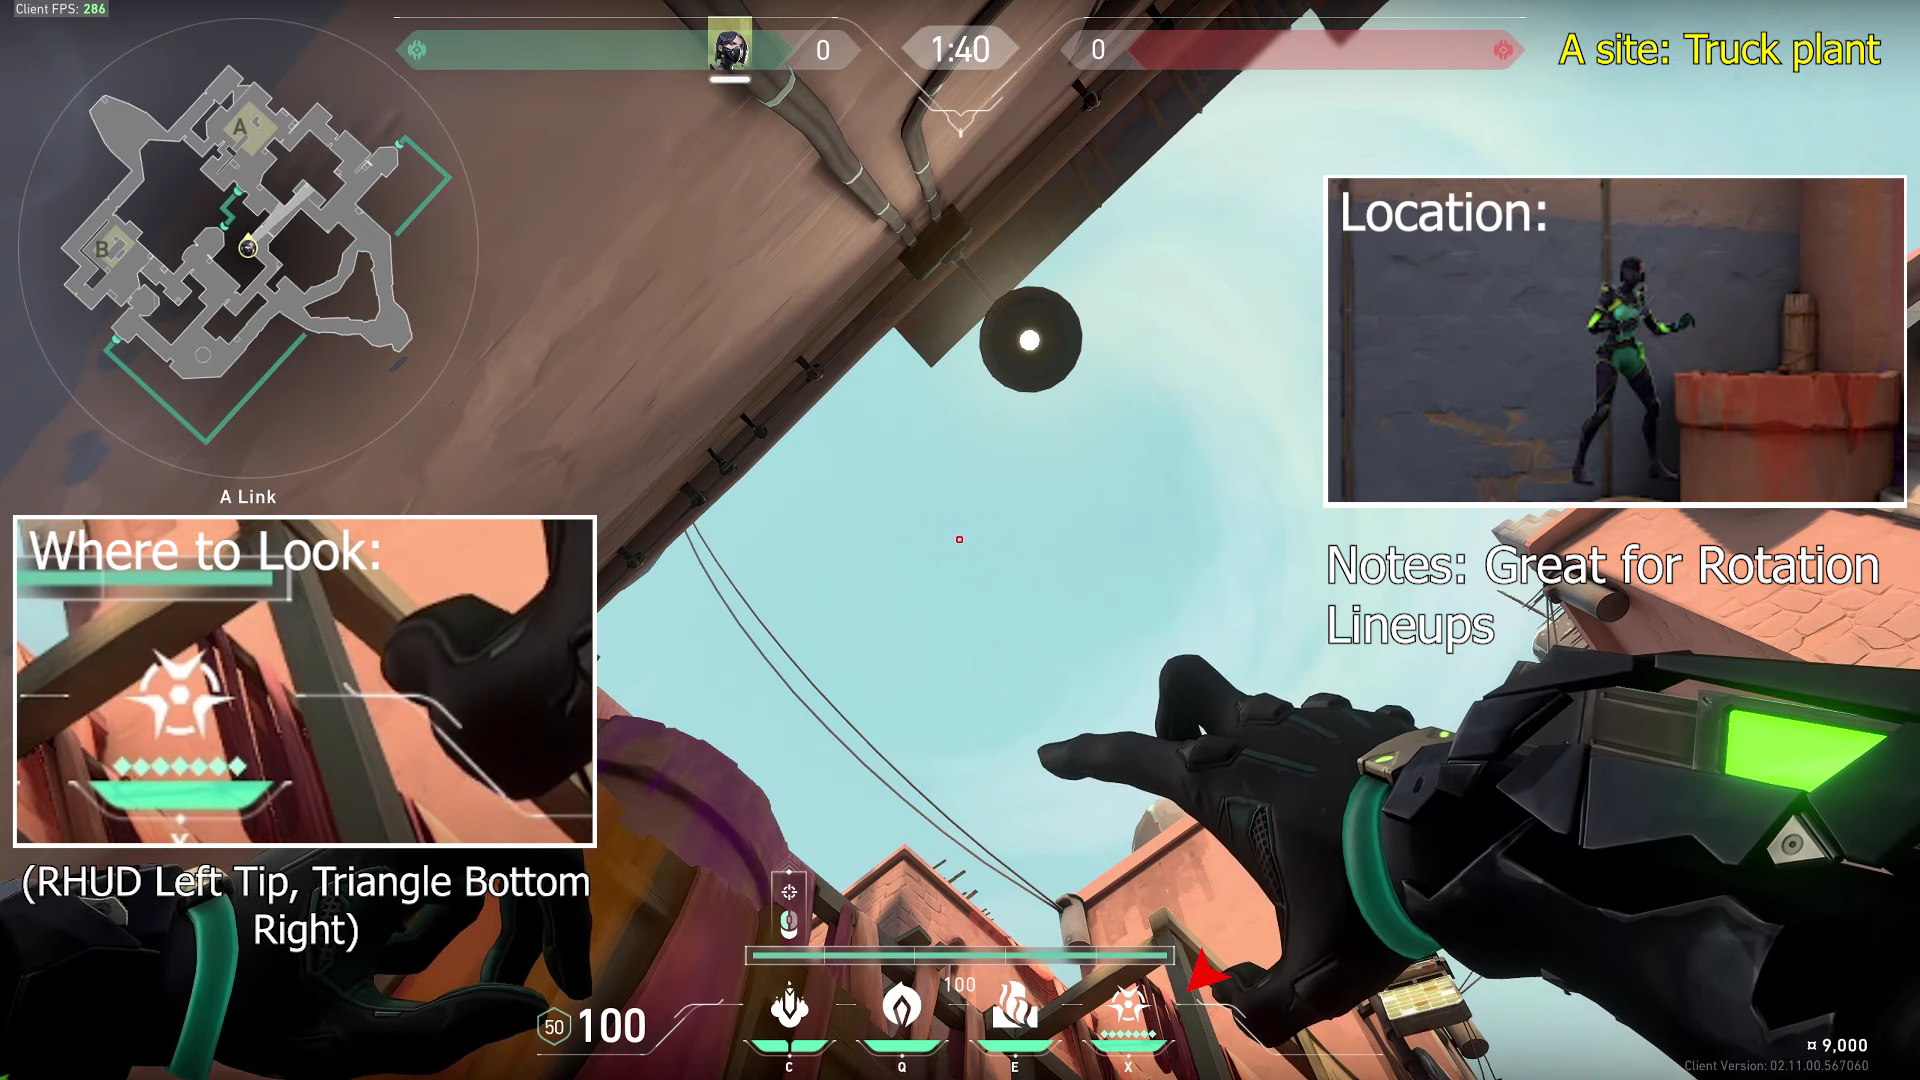 Client FPS: 286
0
1:40
0
A site: Truck plant
A
B
A Link
Location:
Where to Look:
Notes: Great for Rotation
Lineups
(RHUD Left Tip, Triangle Bottom
Right)
50 100
100
C
Q
E
X
¤ 9,000
Client Version: 02.11.00.567060